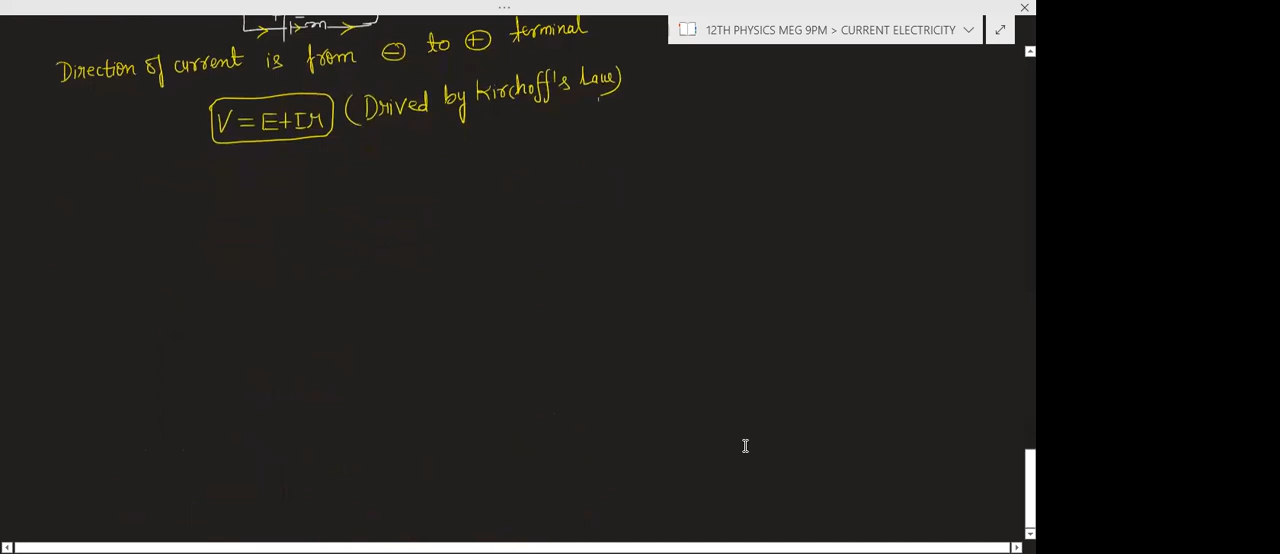 12TH PHYSICS MEG 9PM > CURRENT ELECTRICITY
Direction of current is from ⊖ to ⊕ terminal
V = E+Ir (Drived by Kirchoff's Law)